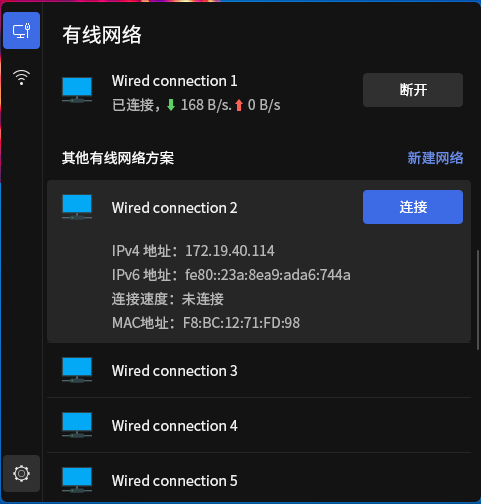 有线网络
Wired connection 1
断开
已连接，168 B/s. 0 B/s
其他有线网络方案
新建网络
Wired connection 2
连接
IPv4 地址：172.19.40.114
IPv6 地址：fe80::23a:8ea9:ada6:744a
连接速度：未连接
MAC地址：F8:BC:12:71:FD:98
Wired connection 3
Wired connection 4
Wired connection 5